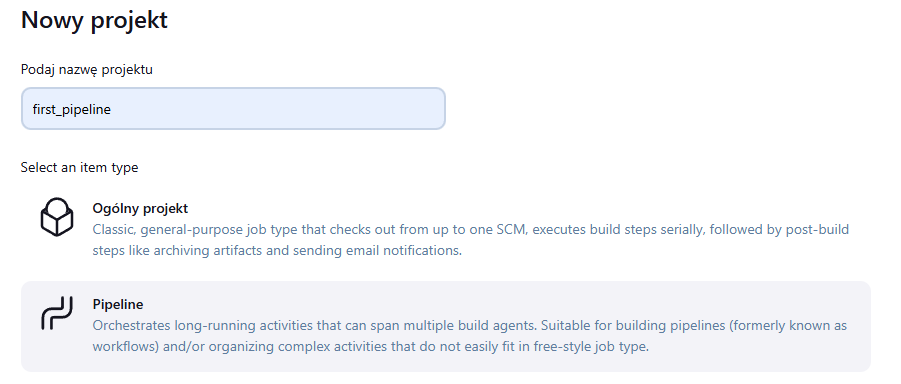 Nowy projekt
Podaj nazwę projektu
first_pipeline
Select an item type
Ogólny projekt
Classic, general-purpose job type that checks out from up to one SCM, executes build steps serially, followed by post-build
steps like archiving artifacts and sending email notifications.
Pipeline
Orchestrates long-running activities that can span multiple build agents. Suitable for building pipelines (formerly known as
workflows) and/or organizing complex activities that do not easily fit in free-style job type.